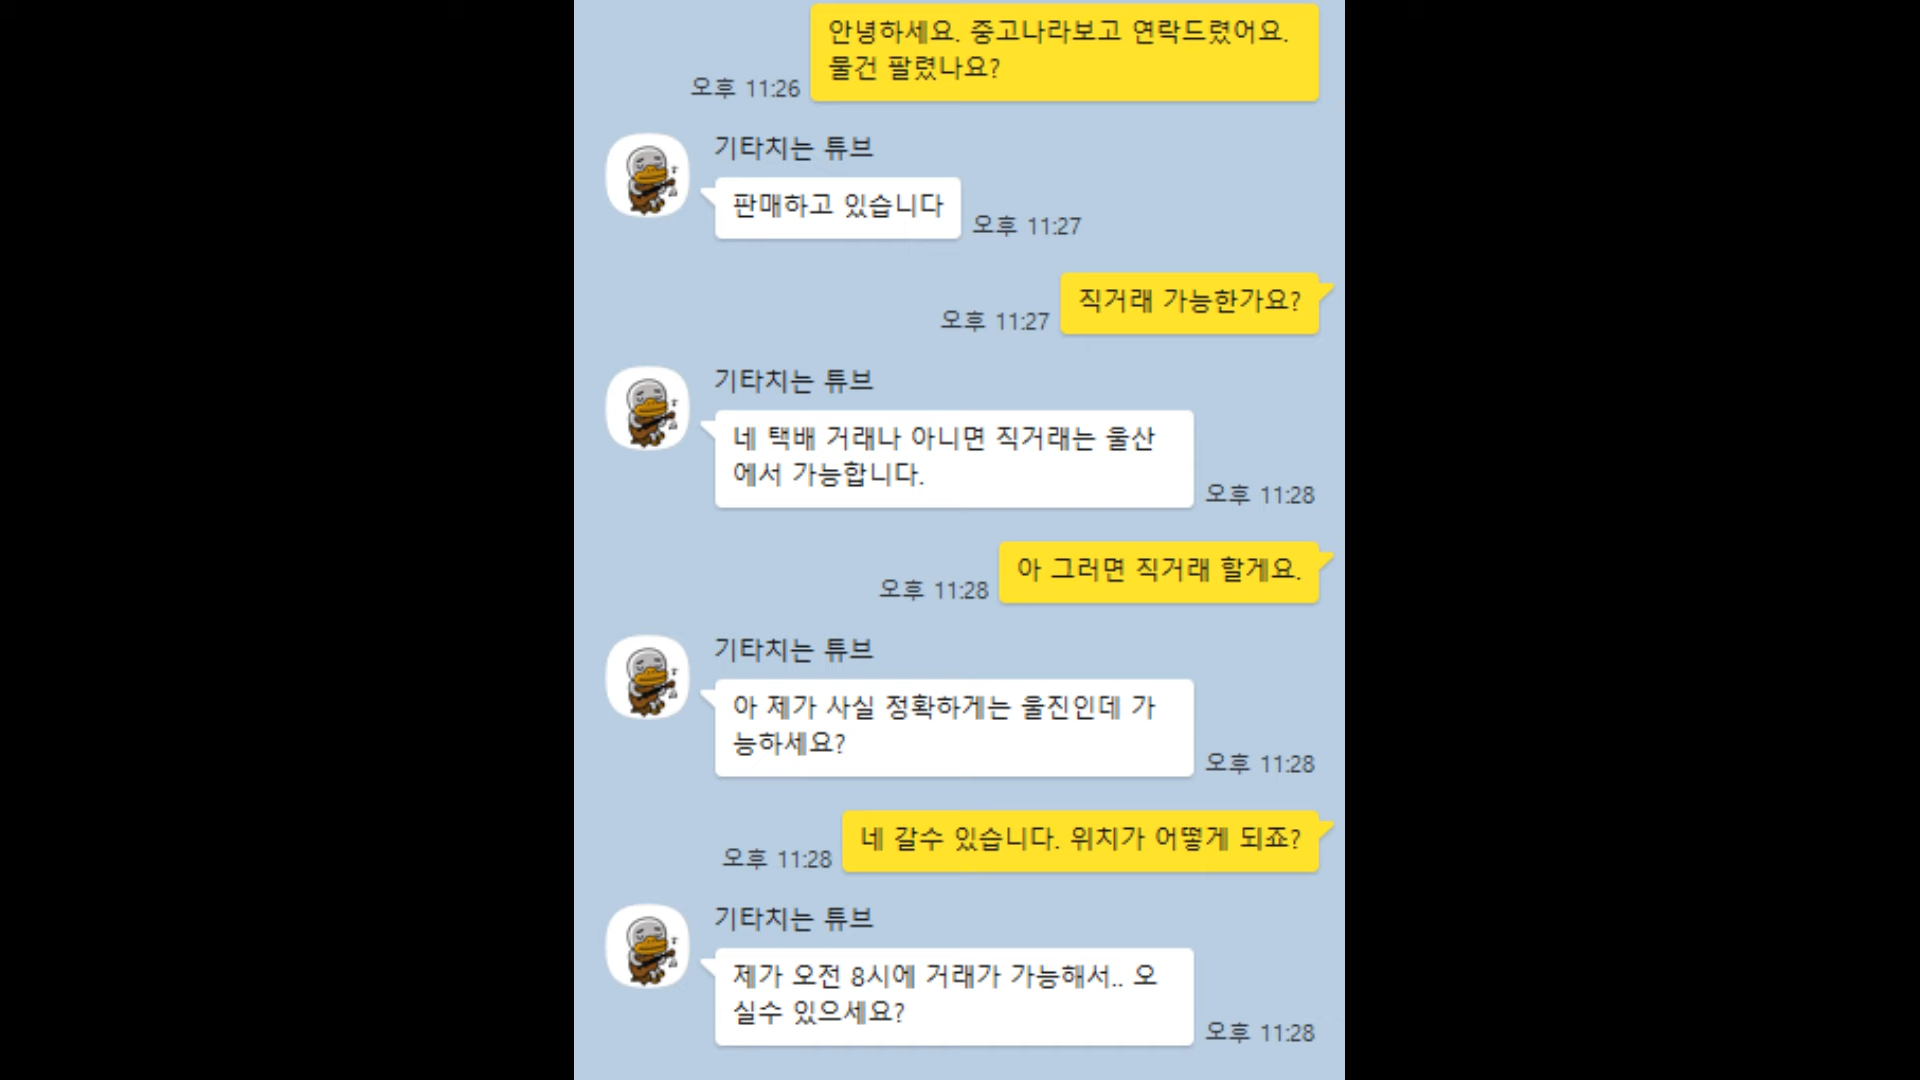 안녕하세요. 중고나라보고 연락드렸어요.
물건 팔렸나요?
오후 11:26
기타치는 튜브
판매하고 있습니다
오후 11:27
직거래 가능한가요?
오후 11:27
기타치는 튜브
네 택배 거래나 아니면 직거래는 울산
에서 가능합니다.
오후 11:28
아 그러면 직거래 할게요.
오후 11:28
기타치는 튜브
아 제가 사실 정확하게는 울진인데 가
능하세요?
오후 11:28
네 갈수 있습니다. 위치가 어떻게 되죠?
오후 11:28
기타치는 튜브
제가 오전 8시에 거래가 가능해서.. 오
실수 있으세요?
오후 11:28